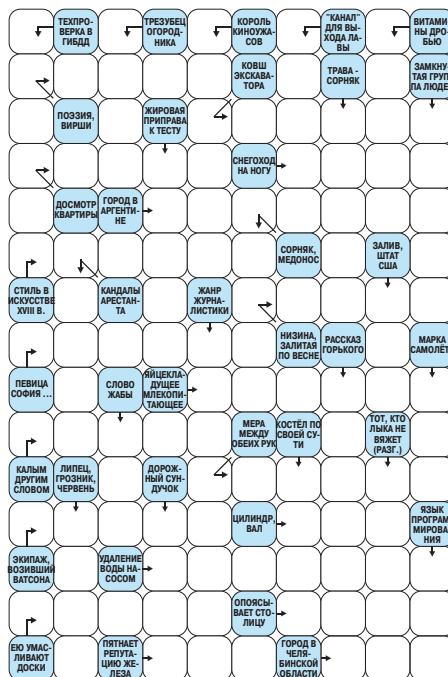 ТЕХПРО-
ВЕРКА В
ГИБДД
ТРЕЗУБЕЦ
ОГОРОД-
НИКА
КОРОЛЬ
КИНОУЖА-
СОВ
"КАНАЛ"
ДЛЯ ВЫ-
ХОДА ЛА-
ВЫ
ВИТАМИ-
НЫ ДРО-
БЬЮ
КОВШ
ЭКСКАВА-
ТОРА
ТРАВА -
СОРНЯК
ЗАМКНУ-
ТАЯ ГРУП-
ПА ЛЮДЕЙ
ПОЭЗИЯ,
ВИРШИ
ЖИРОВАЯ
ПРИПРАВА
К ТЕСТУ
СНЕГОХОД
НА НОГУ
ДОСМОТР
КВАРТИРЫ
ГОРОД В
АРГЕНТИ-
НЕ
СОРНЯК,
МЕДОНОС
ЗАЛИВ,
ШТАТ
США
СТИЛЬ В
ИСКУССТВЕ
XVIII В.
КАНДАЛЫ
АРЕСТАН-
ТА
ЖАНР
ЖУРНА-
ЛИСТИКИ
НИЗИНА,
ЗАЛИТАЯ
ПО ВЕСНЕ
РАССКАЗ
ГОРЬКОГО
МАРКА
САМОЛЁТА
ПЕВИЦА
СОФИЯ ...
СЛОВО
ЖАБЫ
ЯЙЦЕКЛА-
ДУЩЕЕ
МЛЕКОПИ-
ТАЮЩЕЕ
МЕРА
МЕЖДУ
ОБЕИХ РУК
КОСТЁЛ ПО
СВОЕЙ СУ-
ТИ
ТОТ, КТО
ЛЫКА НЕ
ВЯЖЕТ
(РАЗГ.)
КАЛЫМ
ДРУГИМ
СЛОВОМ
ЛИПЕЦ,
ГРОЗНИК,
ЧЕРВЕНЬ
ДОРОЖ-
НЫЙ СУН-
ДУЧОК
ЦИЛИНДР,
ВАЛ
ЯЗЫК
ПРОГРАМ-
МИРОВА-
НИЯ
ЭКИПАЖ,
ВОЗИВШИЙ
ВАТСОНА
УДАЛЕНИЕ
ВОДЫ НА-
СОСОМ
ОПОЯСЫ-
ВАЕТ СТО-
ЛИЦУ
ЕЮ УМАС-
ЛИВАЮТ
ДОСКИ
ПЯТНАЕТ
РЕПУТА-
ЦИЮ ЖЕ-
ЛЕЗА
ГОРОД В
ЧЕЛЯ-
БИНСКОЙ
ОБЛАСТИ